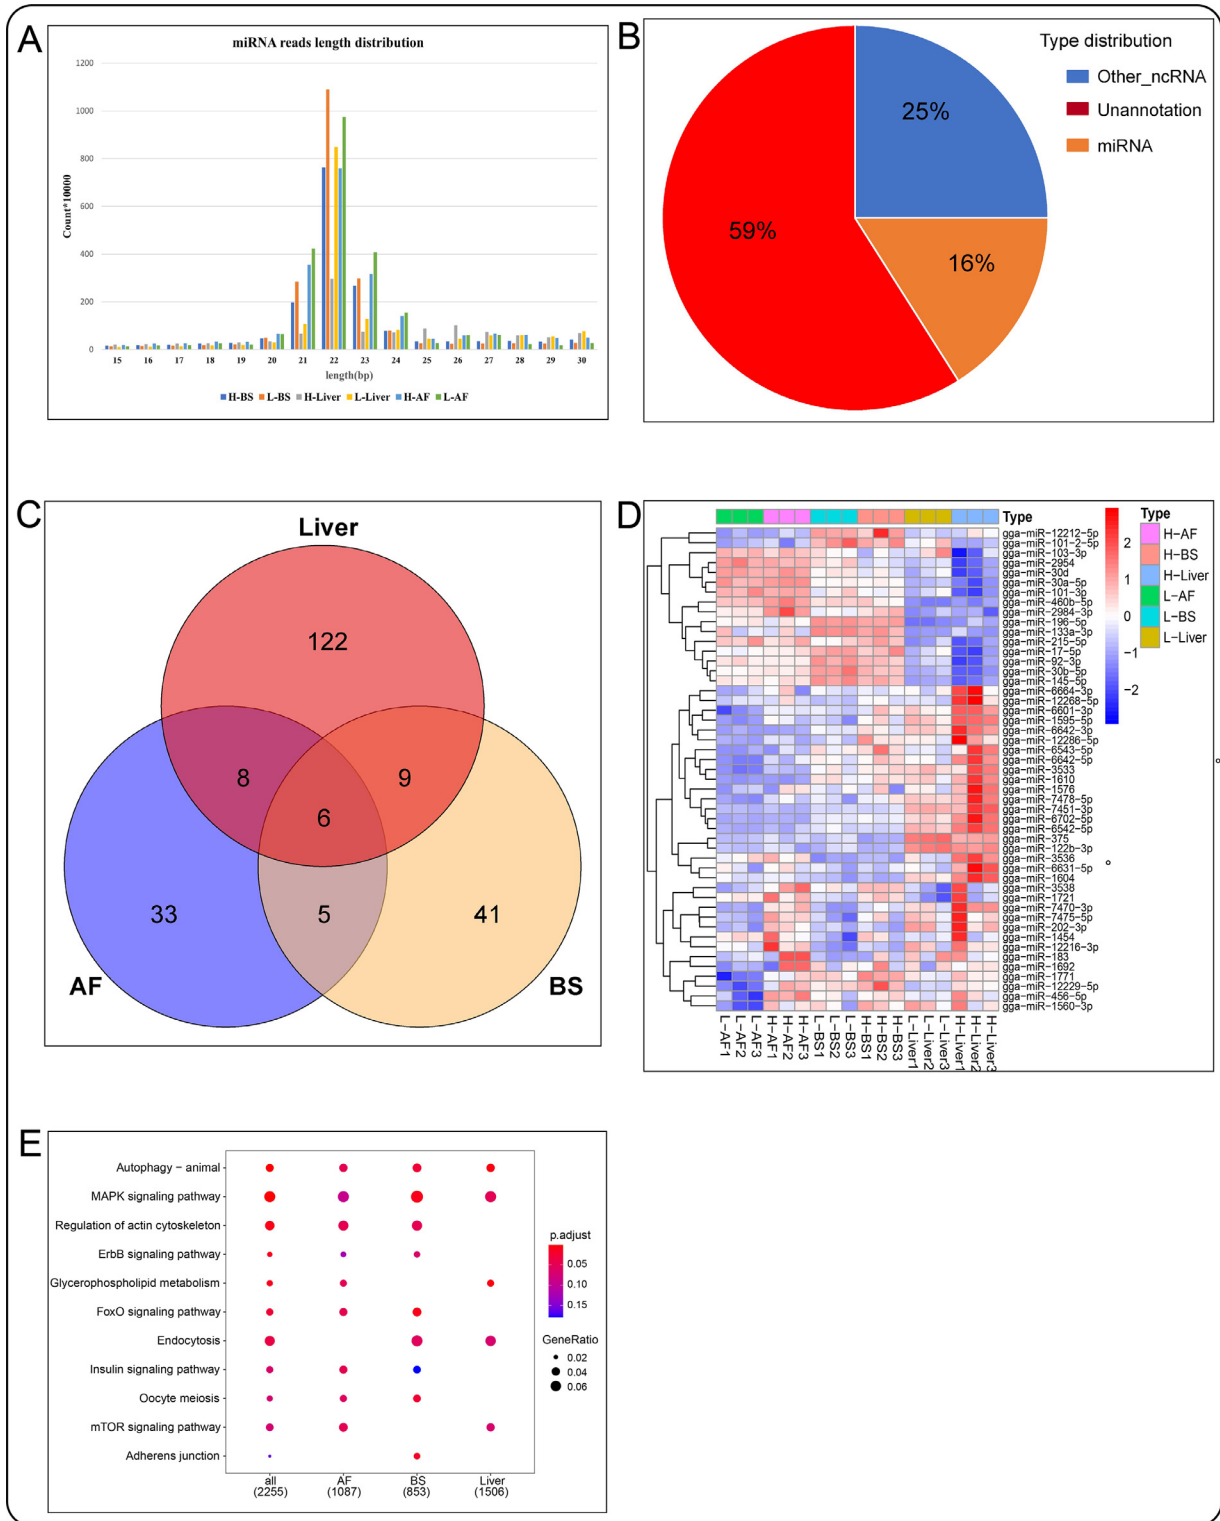 A
miRNA reads length distribution
1200
1000
800
600
400
200
0
Count*10000
15 16 17 18 19 20 21 22 23 24 25 26 27 28 29 30
length(bp)
H-BS L-BS H-Liver L-Liver H-AF L-AF
B
Type distribution
Other_ncRNA
Unannotation
miRNA
25%
59%
16%
C
Liver
122
8
9
6
33
5
41
AF
BS
D
Type
gga-miR-12212-5p
gga-miR-101-2-5p
gga-miR-103-3p
gga-miR-2954
gga-miR-30d
gga-miR-30a-5p
gga-miR-101-3p
gga-miR-460b-5p
gga-miR-2984-3p
gga-miR-196-5p
gga-miR-133a-3p
gga-miR-215-5p
gga-miR-17-5p
gga-miR-92-3p
gga-miR-30b-5p
gga-miR-145-5p
gga-miR-6664-3p
gga-miR-12268-5p
gga-miR-6601-3p
gga-miR-1595-5p
gga-miR-6642-3p
gga-miR-12286-5p
gga-miR-6543-5p
gga-miR-6642-5p
gga-miR-3533
gga-miR-1610
gga-miR-1576
gga-miR-7478-5p
gga-miR-7451-3p
gga-miR-6702-5p
gga-miR-6542-5p
gga-miR-375
gga-miR-122b-3p
gga-miR-3536
gga-miR-6631-5p
gga-miR-1604
gga-miR-3538
gga-miR-1721
gga-miR-7470-3p
gga-miR-7475-5p
gga-miR-202-3p
gga-miR-1454
gga-miR-12216-3p
gga-miR-183
gga-miR-1692
gga-miR-1771
gga-miR-12229-5p
gga-miR-456-5p
gga-miR-1560-3p
2
1
0
−1
−2
Type
H−AF
H−BS
H−Liver
L−AF
L−BS
L−Liver
L-AF1
L-AF2
L-AF3
H-AF1
H-AF2
H-AF3
L-BS1
L-BS2
L-BS3
H-BS1
H-BS2
H-BS3
L-Liver1
L-Liver2
L-Liver3
H-Liver1
H-Liver2
H-Liver3
E
Autophagy − animal
MAPK signaling pathway
Regulation of actin cytoskeleton
ErbB signaling pathway
Glycerophospholipid metabolism
FoxO signaling pathway
Endocytosis
Insulin signaling pathway
Oocyte meiosis
mTOR signaling pathway
Adherens junction
all AF BS Liver
(2255) (1087) (853) (1506)
p.adjust
0.05
0.10
0.15
GeneRatio
0.02
0.04
0.06